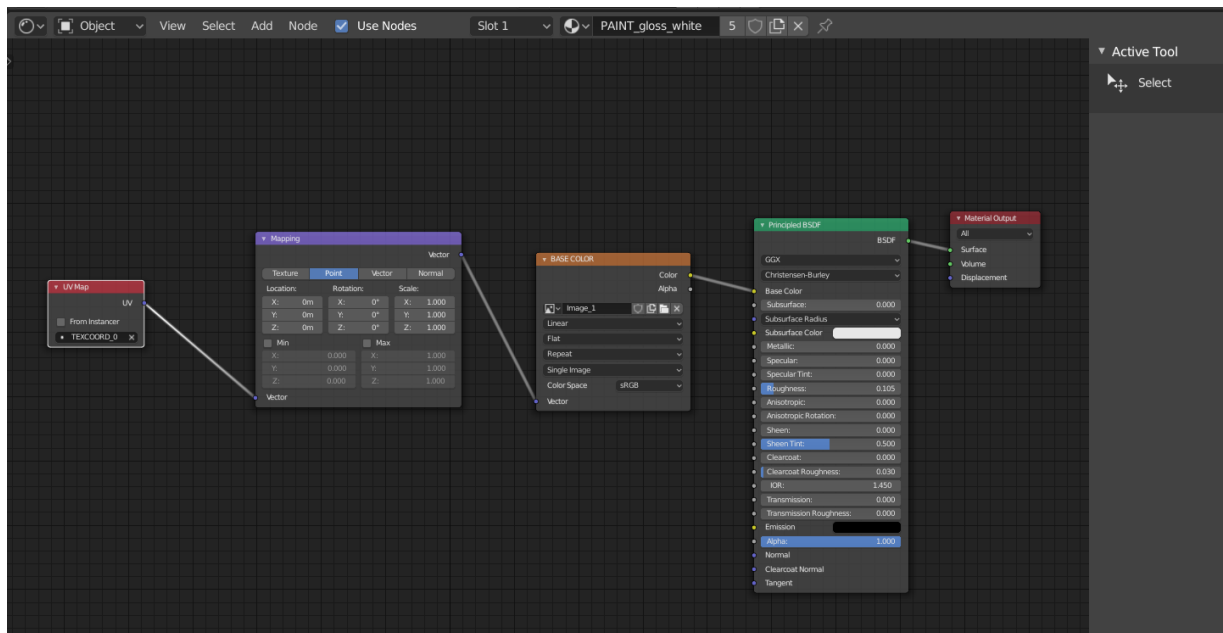 Object View Select Add Node Use Nodes Slot 1 PAINT_gloss_white 5
Active Tool
Select
UV Map
UV
From Instancer
TEXCOORD_0
Mapping
Vector
Texture Point Vector Normal
Location: Rotation: Scale:
X: 0m X: 0° X: 1.000
Y: 0m Y: 0° Y: 1.000
Z: 0m Z: 0° Z: 1.000
Min Max
X: 0.000 X: 1.000
Y: 0.000 Y: 1.000
Z: 0.000 Z: 1.000
Vector
BASE COLOR
Color
Alpha
Image_1
Linear
Flat
Repeat
Single Image
Color Space sRGB
Vector
Principled BSDF
BSDF
GGX
Christensen-Burley
Base Color
Subsurface: 0.000
Subsurface Radius
Subsurface Color
Metallic: 0.000
Specular: 0.000
Specular Tint: 0.000
Roughness: 0.105
Anisotropic: 0.000
Anisotropic Rotation: 0.000
Sheen: 0.000
Sheen Tint: 0.500
Clearcoat: 0.000
Clearcoat Roughness: 0.030
IOR: 1.450
Transmission: 0.000
Transmission Roughness: 0.000
Emission
Alpha: 1.000
Normal
Clearcoat Normal
Tangent
Material Output
All
Surface
Volume
Displacement